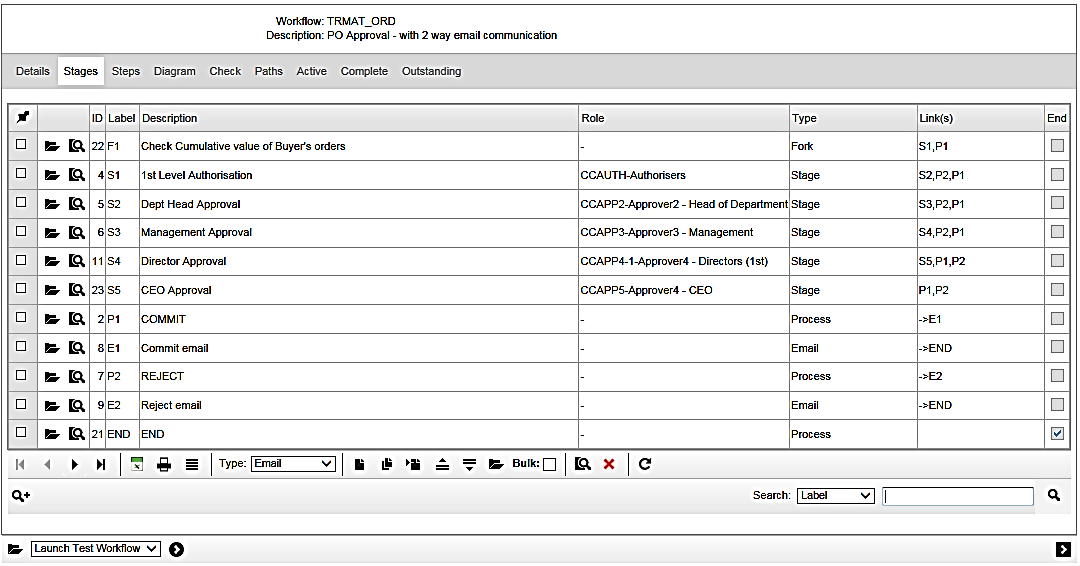 Workflow: TRMAT_ORD
Description: PO Approval - with 2 way email communication
Details Stages Steps Diagram Check Paths Active Complete Outstanding
ID Label Description Role Type Link(s) End
22 F1 Check Cumulative value of Buyer's orders - Fork S1,P1
4 S1 1st Level Authorisation CCAUTH-Authorisers Stage S2,P2,P1
5 S2 Dept Head Approval CCAPP2-Approver2 - Head of Department Stage S3,P2,P1
6 S3 Management Approval CCAPP3-Approver3 - Management Stage S4,P2,P1
11 S4 Director Approval CCAPP4-1-Approver4 - Directors (1st) Stage S5,P1,P2
23 S5 CEO Approval CCAPP5-Approver4 - CEO Stage P1,P2
2 P1 COMMIT - Process ->E1
8 E1 Commit email - Email ->END
7 P2 REJECT - Process ->E2
9 E2 Reject email - Email ->END
21 END END - Process
Type: Email Bulk:
Search: Label
Launch Test Workflow